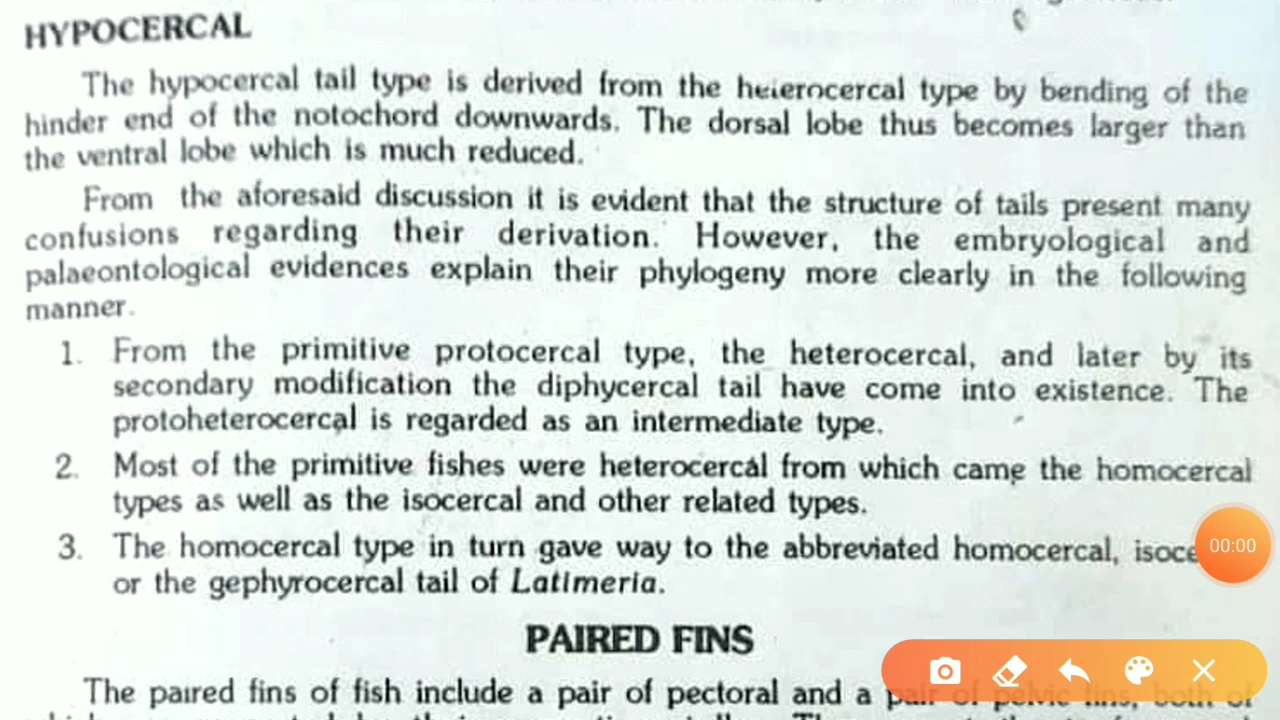 HYPOCERCAL
The hypocercal tail type is derived from the heterocercal type by bending of the
hinder end of the notochord downwards. The dorsal lobe thus becomes larger than
the ventral lobe which is much reduced.
From the aforesaid discussion it is evident that the structure of tails present many
confusions regarding their derivation. However, the embryological and
palaeontological evidences explain their phylogeny more clearly in the following
manner.
1. From the primitive protocercal type, the heterocercal, and later by its
secondary modification the diphycercal tail have come into existence. The
protoheterocercal is regarded as an intermediate type.
2. Most of the primitive fishes were heterocercal from which came the homocercal
types as well as the isocercal and other related types.
3. The homocercal type in turn gave way to the abbreviated homocercal,
or the gephyrocercal tail of Latimeria.
00:00
PAIRED FINS
The paired fins of fish include a pair of pectoral and a pair of pelvic fins, both of